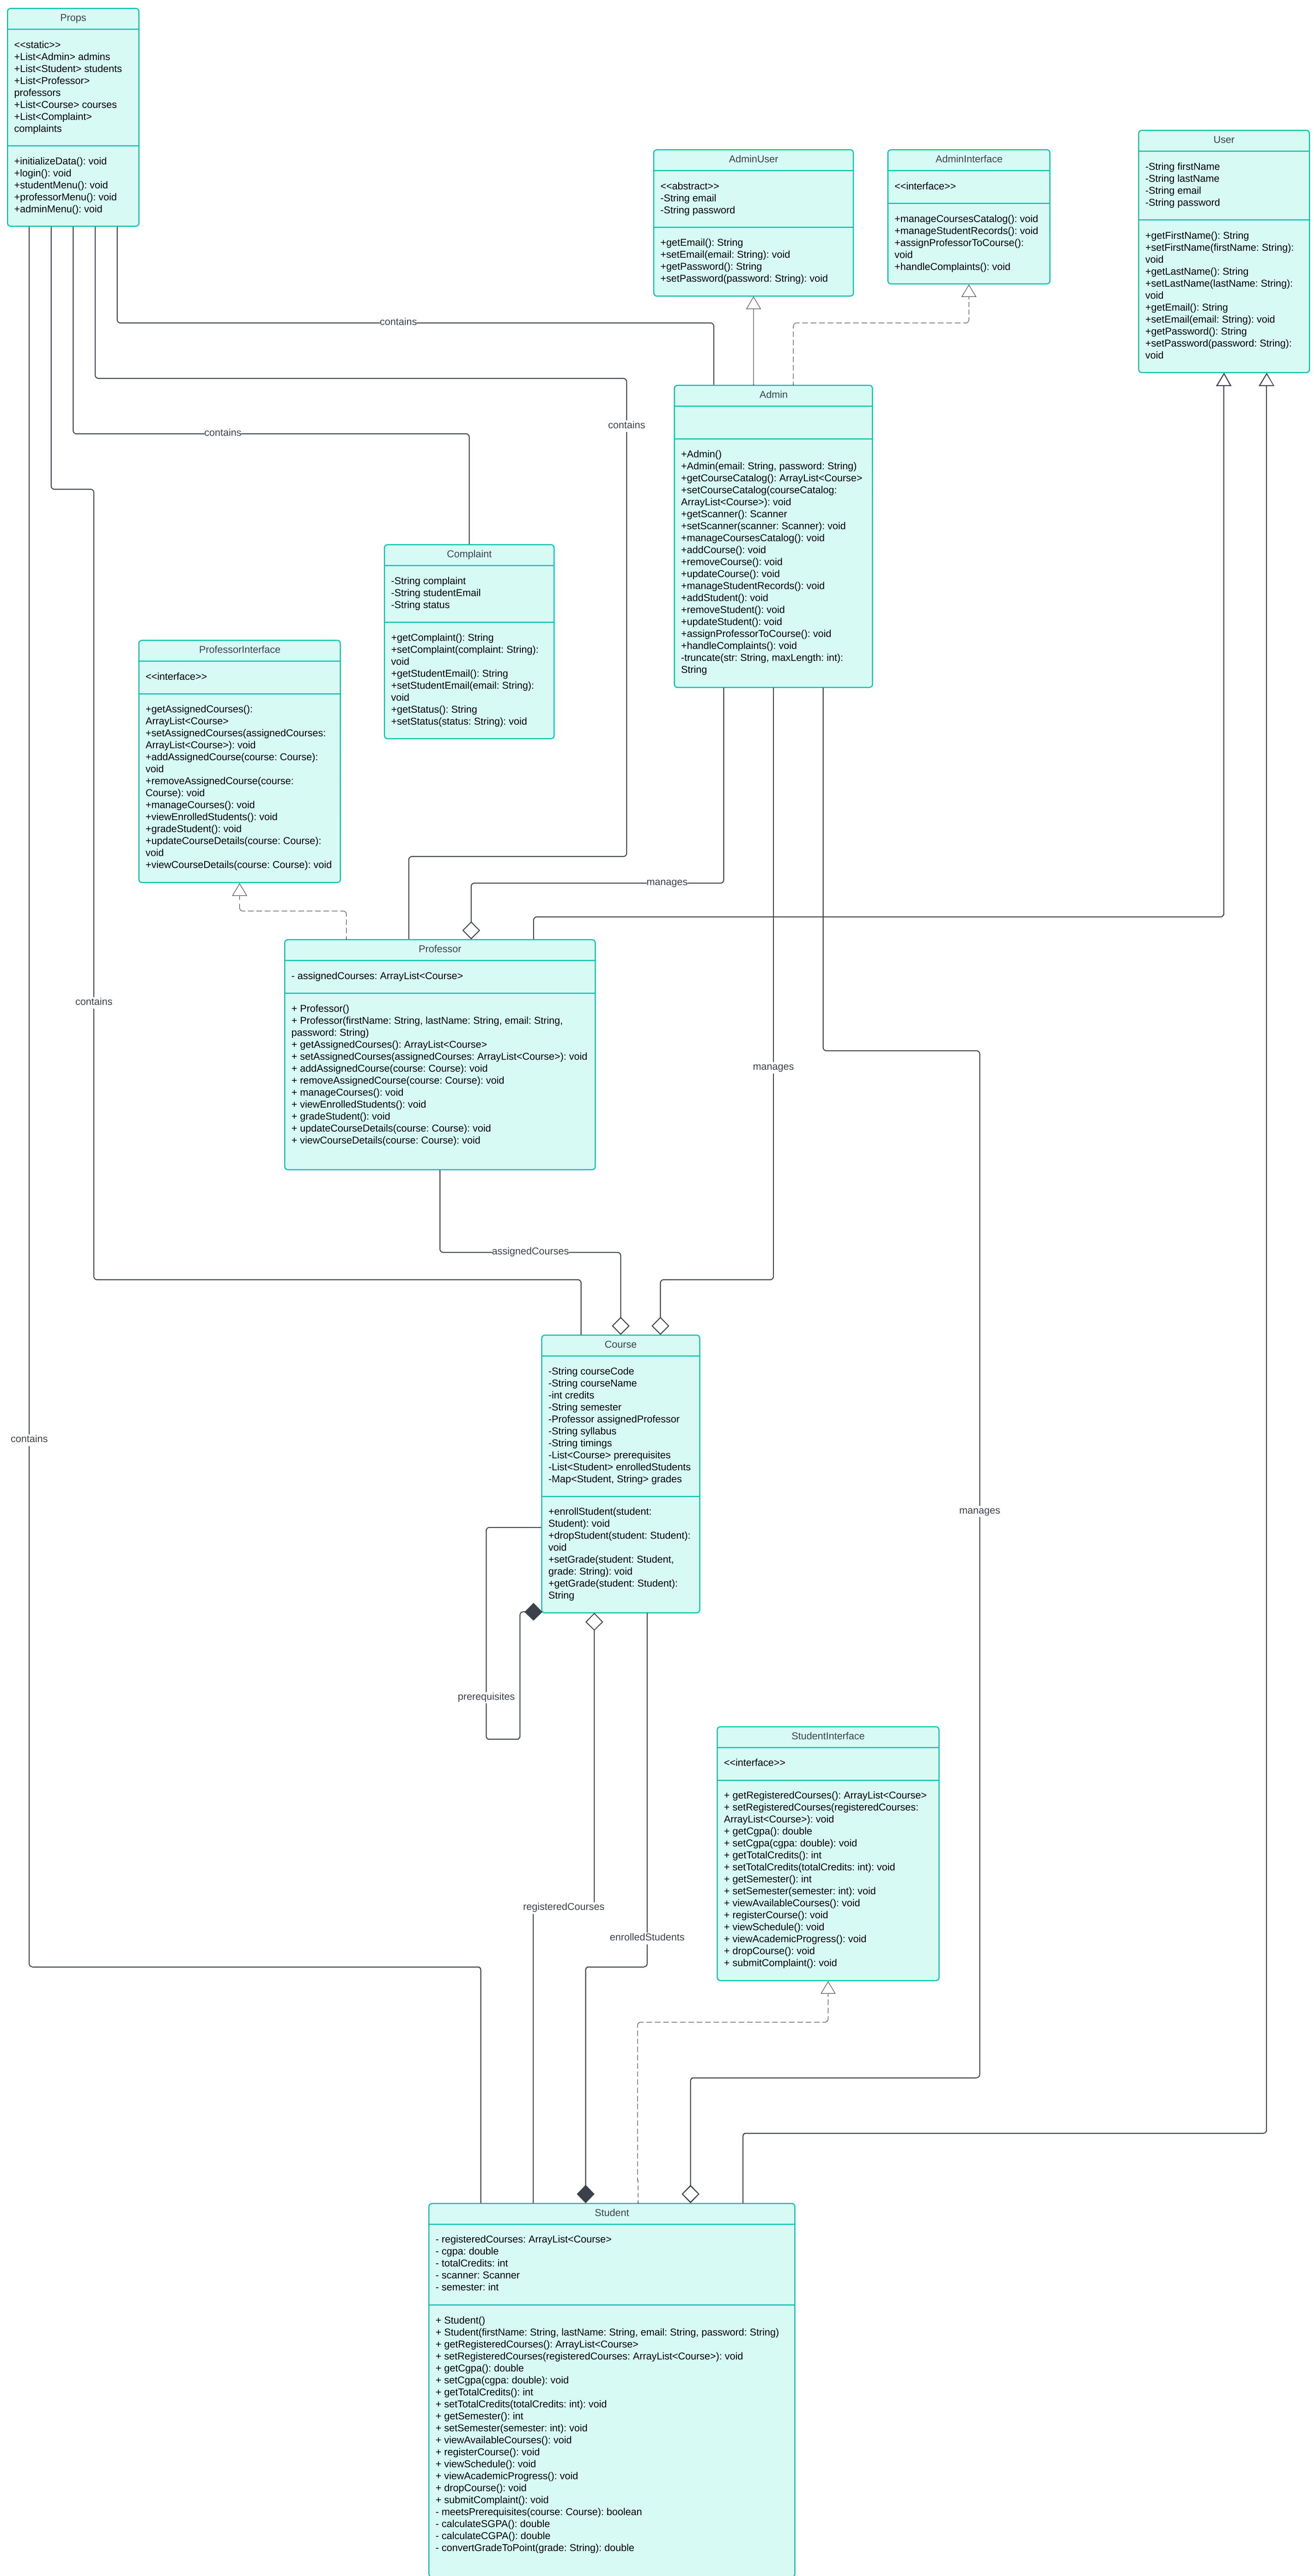 Props
<<static>>
+List<Admin> admins
+List<Student> students
+List<Professor>
professors
+List<Course> courses
+List<Complaint>
complaints
+initializeData(): void
+login(): void
+studentMenu(): void
+professorMenu(): void
+adminMenu(): void
User
-String firstName
-String lastName
-String email
-String password
+getFirstName(): String
+setFirstName(firstName: String):
void
+getLastName(): String
+setLastName(lastName: String):
void
+getEmail(): String
+setEmail(email: String): void
+getPassword(): String
+setPassword(password: String):
void
AdminUser
<<abstract>>
-String email
-String password
+getEmail(): String
+setEmail(email: String): void
+getPassword(): String
+setPassword(password: String): void
AdminInterface
<<interface>>
+manageCoursesCatalog(): void
+manageStudentRecords(): void
+assignProfessorToCourse():
void
+handleComplaints(): void
contains
contains
contains
Admin
+Admin()
+Admin(email: String, password: String)
+getCourseCatalog(): ArrayList<Course>
+setCourseCatalog(courseCatalog:
ArrayList<Course>): void
+getScanner(): Scanner
+setScanner(scanner: Scanner): void
+manageCoursesCatalog(): void
+addCourse(): void
+removeCourse(): void
+updateCourse(): void
+manageStudentRecords(): void
+addStudent(): void
+removeStudent(): void
+updateStudent(): void
+assignProfessorToCourse(): void
+handleComplaints(): void
-truncate(str: String, maxLength: int):
String
Complaint
-String complaint
-String studentEmail
-String status
+getComplaint(): String
+setComplaint(complaint: String):
void
+getStudentEmail(): String
+setStudentEmail(email: String):
void
+getStatus(): String
+setStatus(status: String): void
ProfessorInterface
<<interface>>
+getAssignedCourses():
ArrayList<Course>
+setAssignedCourses(assignedCourses:
ArrayList<Course>): void
+addAssignedCourse(course: Course):
void
+removeAssignedCourse(course:
Course): void
+manageCourses(): void
+viewEnrolledStudents(): void
+gradeStudent(): void
+updateCourseDetails(course: Course):
void
+viewCourseDetails(course: Course): void
manages
Professor
- assignedCourses: ArrayList<Course>
+ Professor()
+ Professor(firstName: String, lastName: String, email: String,
password: String)
+ getAssignedCourses(): ArrayList<Course>
+ setAssignedCourses(assignedCourses: ArrayList<Course>): void
+ addAssignedCourse(course: Course): void
+ removeAssignedCourse(course: Course): void
+ manageCourses(): void
+ viewEnrolledStudents(): void
+ gradeStudent(): void
+ updateCourseDetails(course: Course): void
+ viewCourseDetails(course: Course): void
contains
manages
assignedCourses
Course
-String courseCode
-String courseName
-int credits
-String semester
-Professor assignedProfessor
-String syllabus
-String timings
-List<Course> prerequisites
-List<Student> enrolledStudents
-Map<Student, String> grades
+enrollStudent(student:
Student): void
+dropStudent(student: Student):
void
+setGrade(student: Student,
grade: String): void
+getGrade(student: Student):
String
contains
manages
prerequisites
StudentInterface
<<interface>>
+ getRegisteredCourses(): ArrayList<Course>
+ setRegisteredCourses(registeredCourses:
ArrayList<Course>): void
+ getCgpa(): double
+ setCgpa(cgpa: double): void
+ getTotalCredits(): int
+ setTotalCredits(totalCredits: int): void
+ getSemester(): int
+ setSemester(semester: int): void
+ viewAvailableCourses(): void
+ registerCourse(): void
+ viewSchedule(): void
+ viewAcademicProgress(): void
+ dropCourse(): void
+ submitComplaint(): void
registeredCourses
enrolledStudents
Student
- registeredCourses: ArrayList<Course>
- cgpa: double
- totalCredits: int
- scanner: Scanner
- semester: int
+ Student()
+ Student(firstName: String, lastName: String, email: String, password: String)
+ getRegisteredCourses(): ArrayList<Course>
+ setRegisteredCourses(registeredCourses: ArrayList<Course>): void
+ getCgpa(): double
+ setCgpa(cgpa: double): void
+ getTotalCredits(): int
+ setTotalCredits(totalCredits: int): void
+ getSemester(): int
+ setSemester(semester: int): void
+ viewAvailableCourses(): void
+ registerCourse(): void
+ viewSchedule(): void
+ viewAcademicProgress(): void
+ dropCourse(): void
+ submitComplaint(): void
- meetsPrerequisites(course: Course): boolean
- calculateSGPA(): double
- calculateCGPA(): double
- convertGradeToPoint(grade: String): double